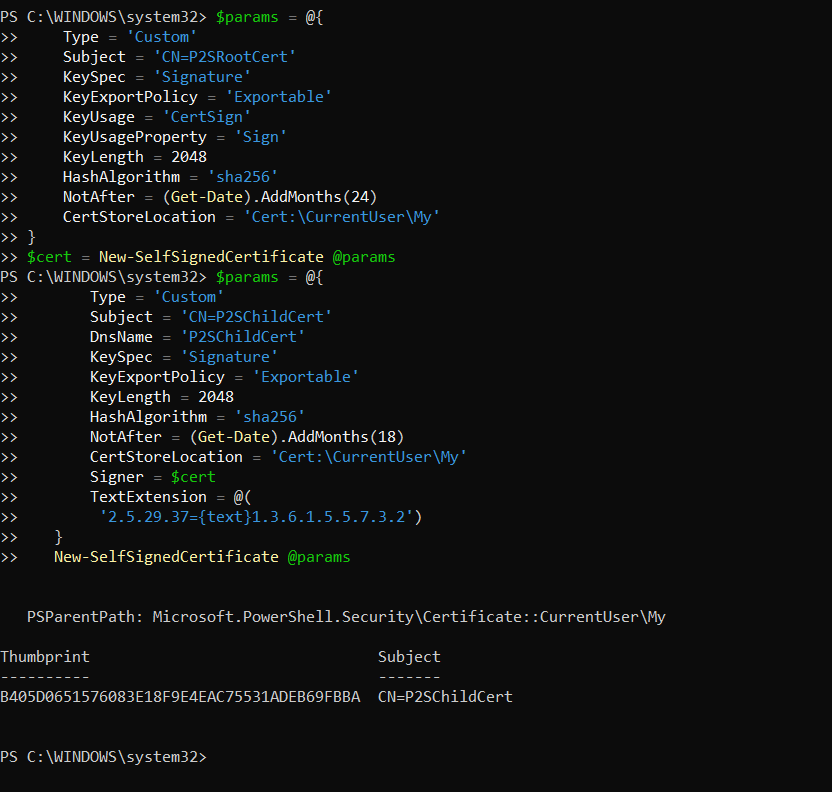 PS C:\WINDOWS\system32> $params = @{
>>     Type = 'Custom'
>>     Subject = 'CN=P2SRootCert'
>>     KeySpec = 'Signature'
>>     KeyExportPolicy = 'Exportable'
>>     KeyUsage = 'CertSign'
>>     KeyUsageProperty = 'Sign'
>>     KeyLength = 2048
>>     HashAlgorithm = 'sha256'
>>     NotAfter = (Get-Date).AddMonths(24)
>>     CertStoreLocation = 'Cert:\CurrentUser\My'
>> }
>> $cert = New-SelfSignedCertificate @params
PS C:\WINDOWS\system32> $params = @{
>>        Type = 'Custom'
>>        Subject = 'CN=P2SChildCert'
>>        DnsName = 'P2SChildCert'
>>        KeySpec = 'Signature'
>>        KeyExportPolicy = 'Exportable'
>>        KeyLength = 2048
>>        HashAlgorithm = 'sha256'
>>        NotAfter = (Get-Date).AddMonths(18)
>>        CertStoreLocation = 'Cert:\CurrentUser\My'
>>        Signer = $cert
>>        TextExtension = @(
>>         '2.5.29.37={text}1.3.6.1.5.5.7.3.2')
>>    }
>>    New-SelfSignedCertificate @params
   PSParentPath: Microsoft.PowerShell.Security\Certificate::CurrentUser\My
Thumbprint                                Subject
----------                                -------
B405D0651576083E18F9E4EAC75531ADEB69FBBA  CN=P2SChildCert
PS C:\WINDOWS\system32>